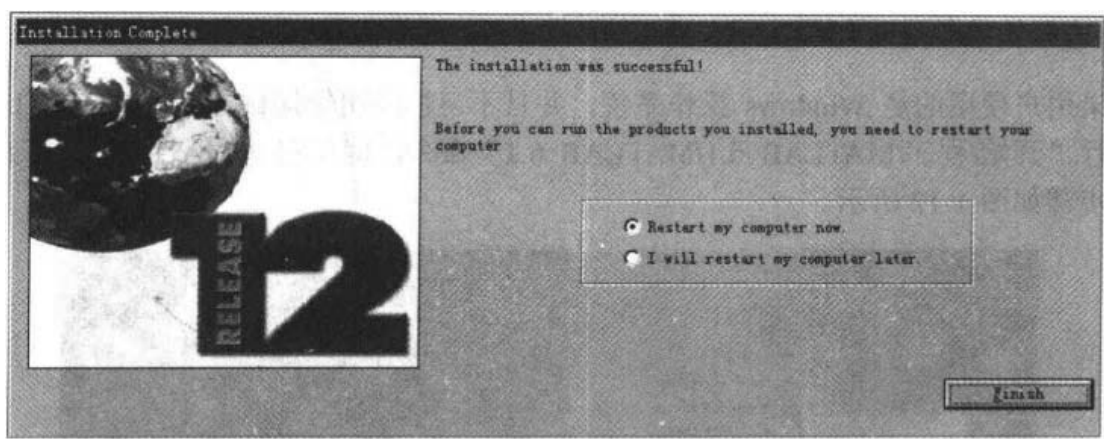 Installation Complete
The installation was successful!
Before you can run the products you installed, you need to restart your
computer
Restart my computer now.
I will restart my computer later.
RELEASE
12
Finish